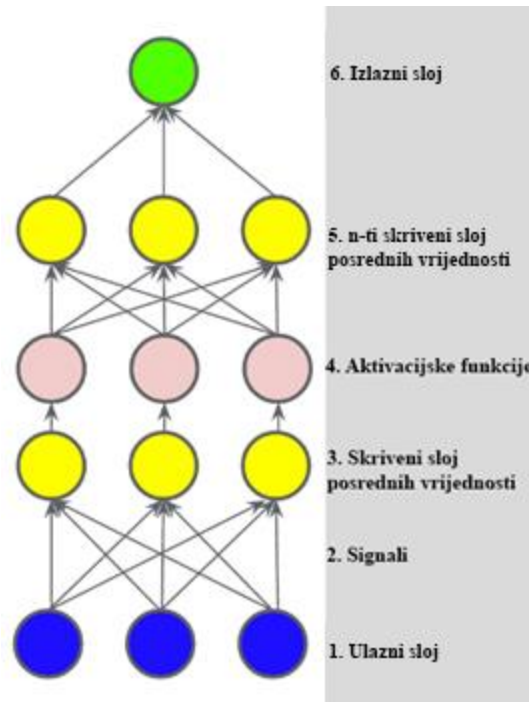 6. Izlazni sloj
5. n-ti skriveni sloj
posrednih vrijednosti
4. Aktivacijske funkcije
3. Skriveni sloj
posrednih vrijednosti
2. Signali
1. Ulazni sloj